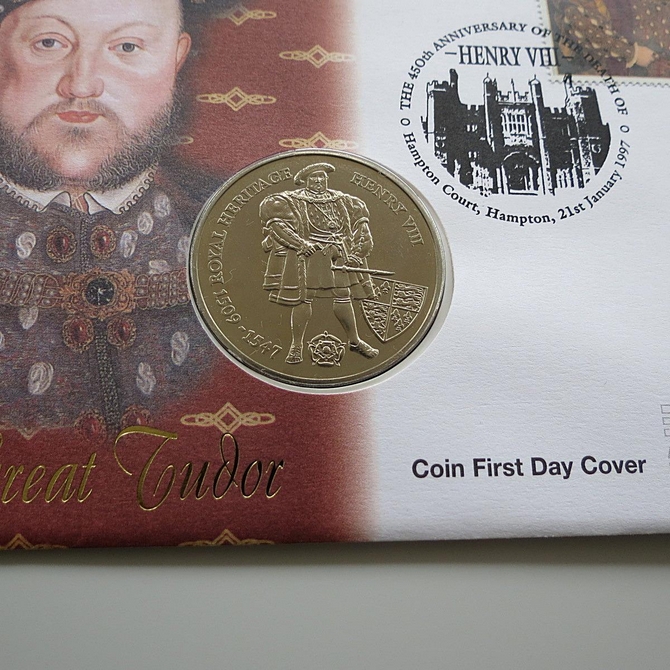 THE 450th ANNIVERSARY OF THE DEATH OF
HENRY VIII
Hampton Court, Hampton, 21st January 1997
ROYAL HERITAGE HENRY VIII
1509-1547
reat Tudor
Coin First Day Cover